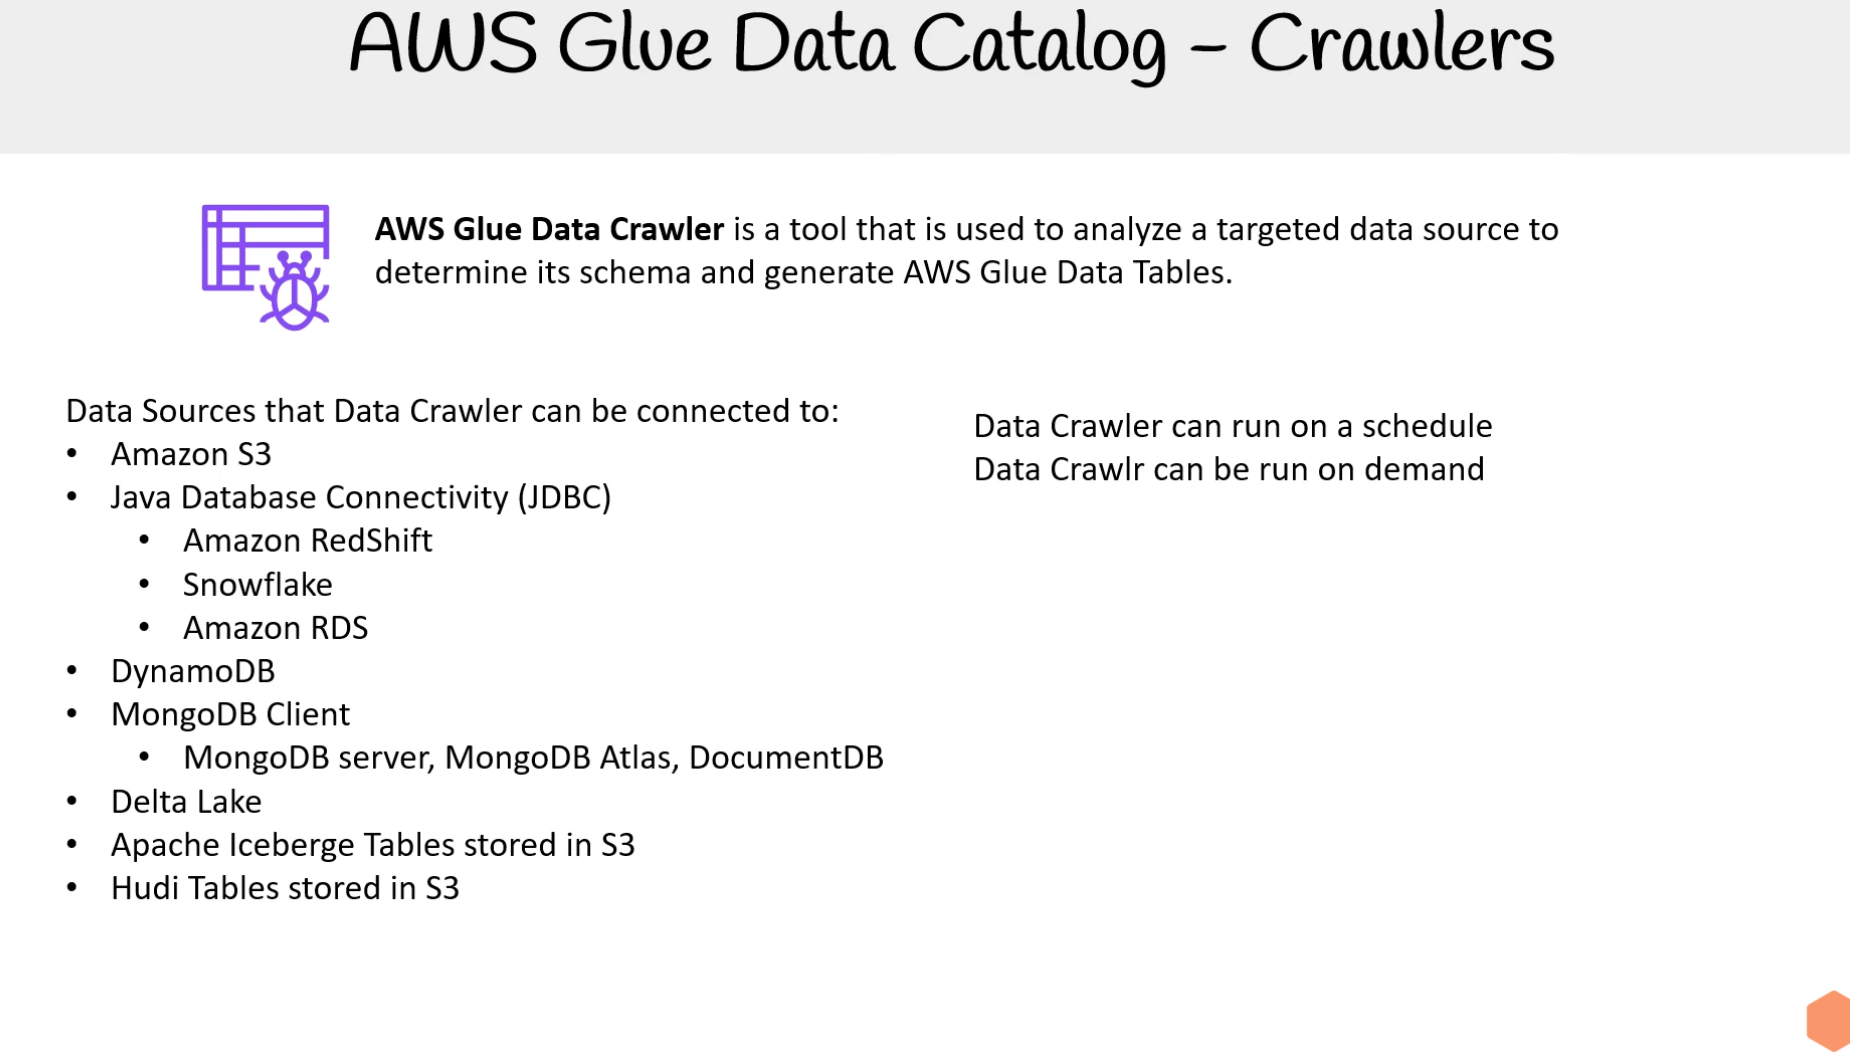 AWS Glue Data Catalog – Crawlers
AWS Glue Data Crawler is a tool that is used to analyze a targeted data source to
determine its schema and generate AWS Glue Data Tables.
Data Sources that Data Crawler can be connected to:
• Amazon S3
• Java Database Connectivity (JDBC)
• Amazon RedShift
• Snowflake
• Amazon RDS
• DynamoDB
• MongoDB Client
• MongoDB server, MongoDB Atlas, DocumentDB
• Delta Lake
• Apache Iceberge Tables stored in S3
• Hudi Tables stored in S3
Data Crawler can run on a schedule
Data Crawlr can be run on demand